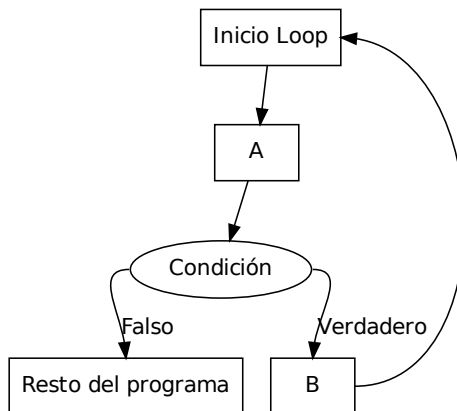 Inicio Loop
A
Condición
Falso
Verdadero
Resto del programa
B